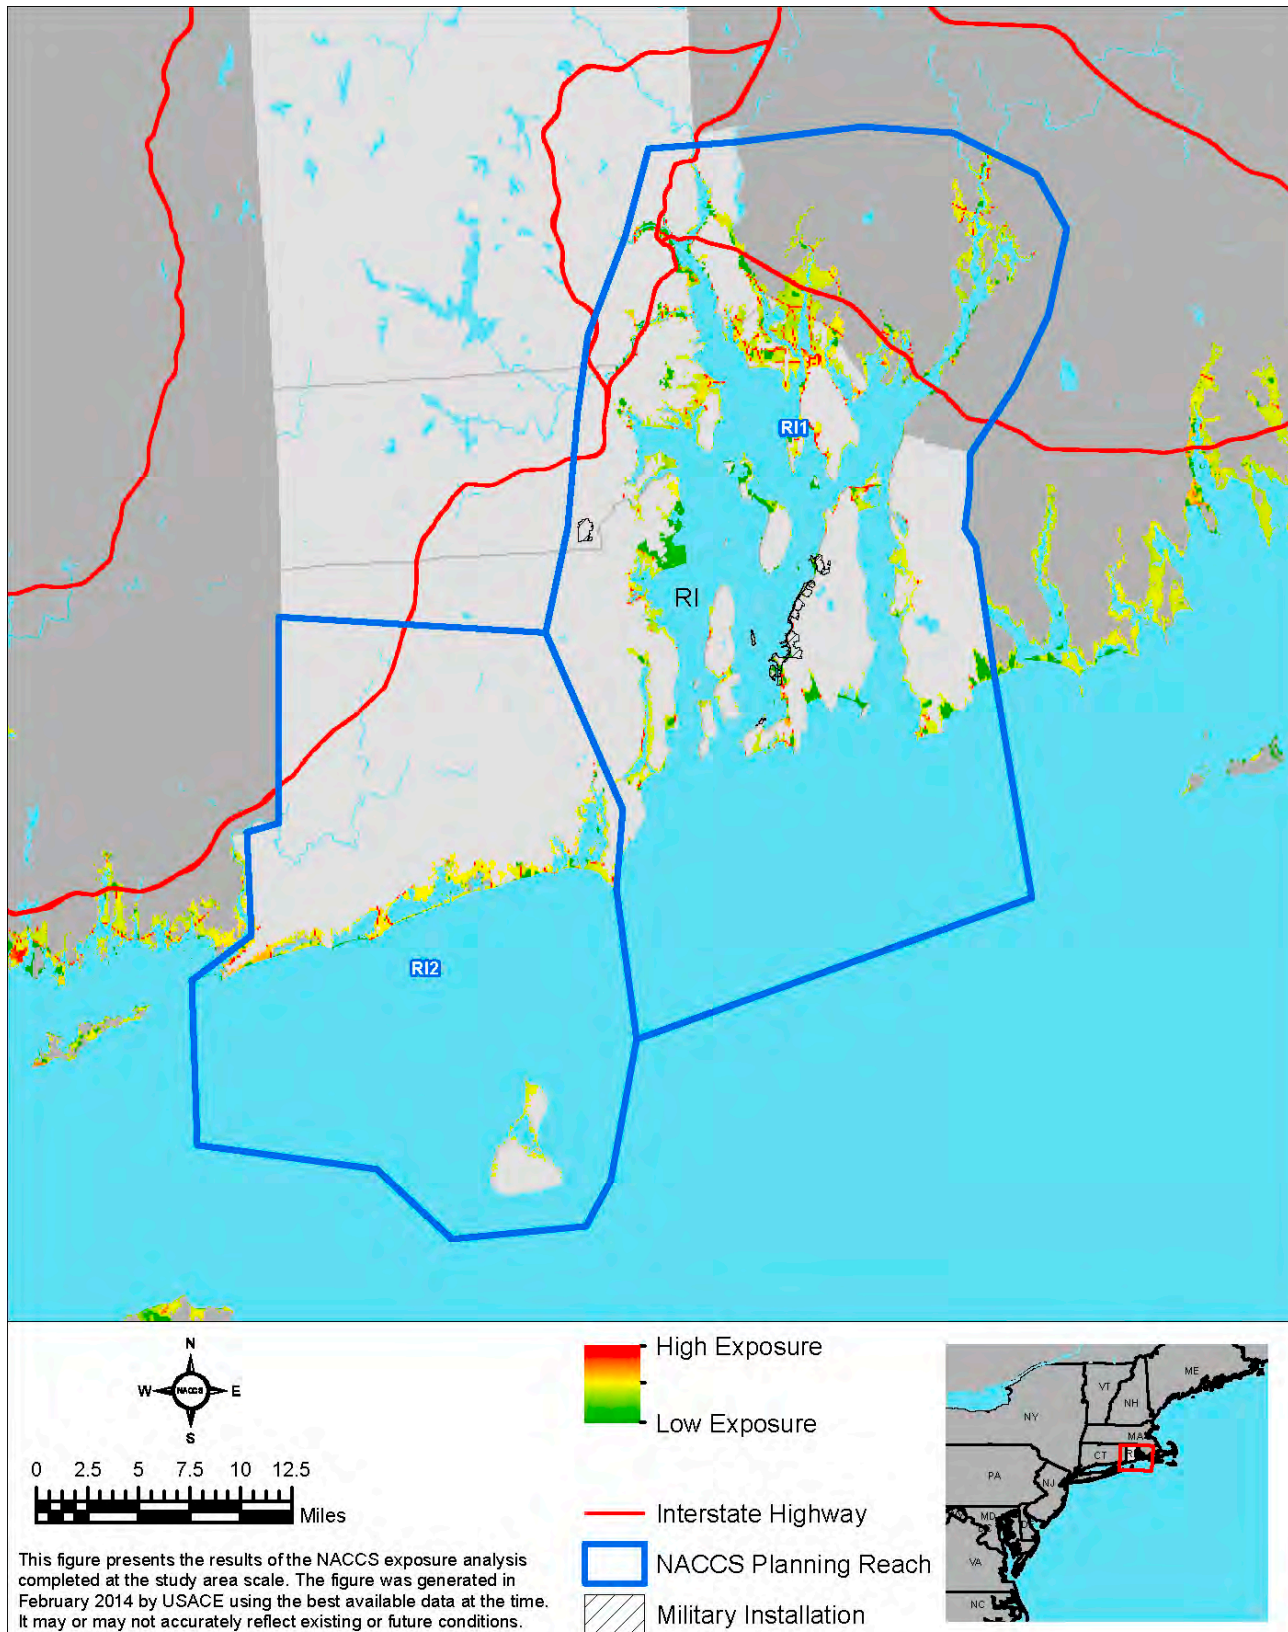 RI1
RI
RI2
N
W NACCS E
S
0 2.5 5 7.5 10 12.5
Miles
This figure presents the results of the NACCS exposure analysis
completed at the study area scale. The figure was generated in
February 2014 by USACE using the best available data at the time.
It may or may not accurately reflect existing or future conditions.
High Exposure
Low Exposure
Interstate Highway
NACCS Planning Reach
Military Installation
ME
VT
NH
NY
MA
CT
PA
NJ
MD
VA
NC